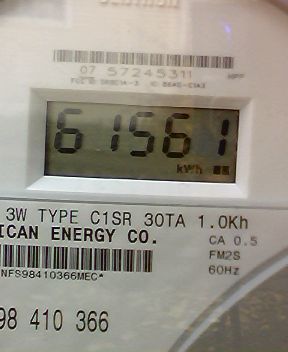 07 57245311
61561
kWh
3W TYPE C1SR 30TA 1.0Kh
ICAN ENERGY CO.
CA 0.5
FM2S
NFS98410366MEC*
60Hz
98 410 366